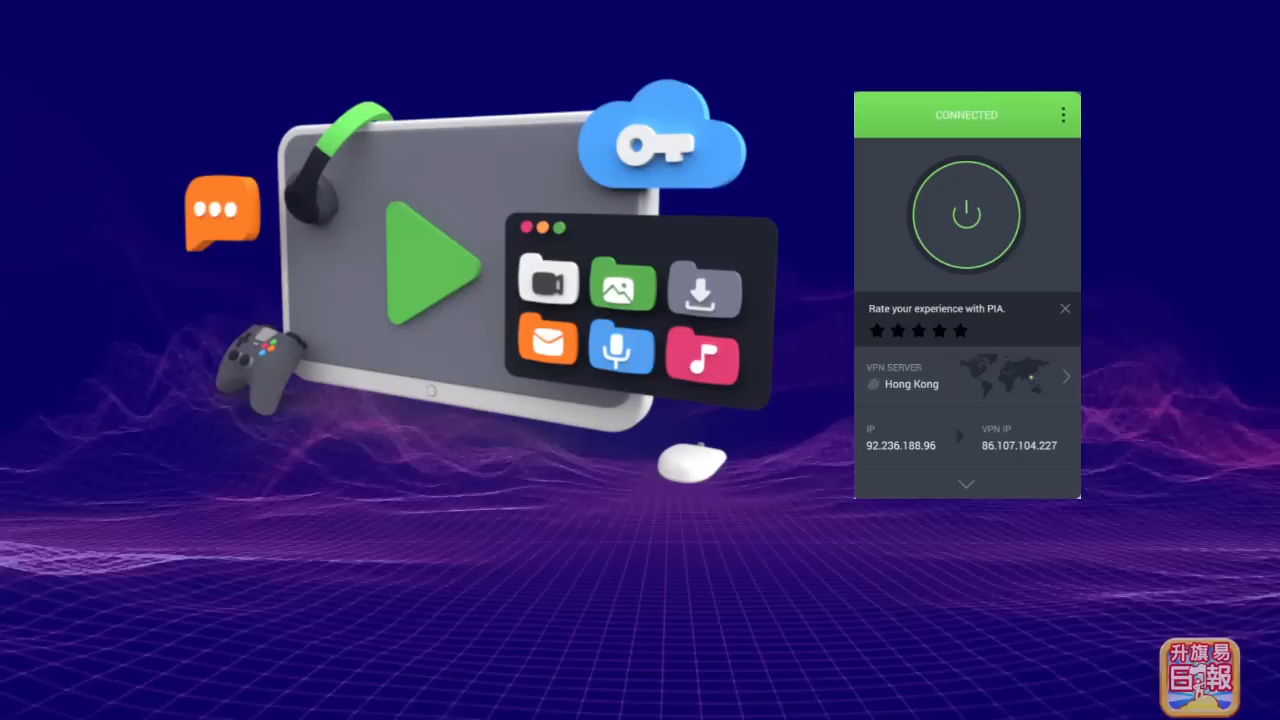 CONNECTED
Rate your experience with PIA.
VPN SERVER
Hong Kong
IP
VPN IP
92.236.188.96
86.107.104.227
升旗易
日報